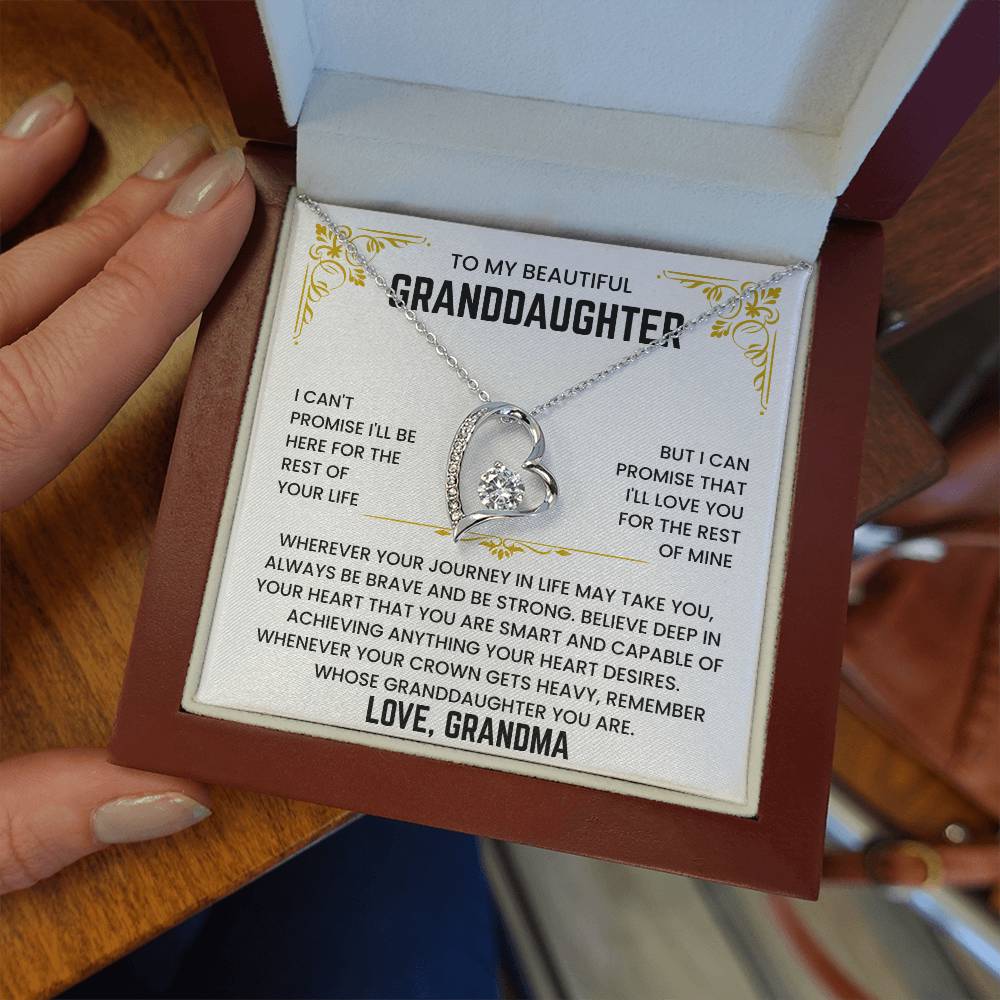 TO MY BEAUTIFUL
GRANDDAUGHTER
I CAN'T
PROMISE I'LL BE
HERE FOR THE
REST OF
YOUR LIFE
BUT I CAN
PROMISE THAT
I'LL LOVE YOU
FOR THE REST
OF MINE
WHEREVER YOUR JOURNEY IN LIFE MAY TAKE YOU,
ALWAYS BE BRAVE AND BE STRONG. BELIEVE DEEP IN
YOUR HEART THAT YOU ARE SMART AND CAPABLE OF
ACHIEVING ANYTHING YOUR HEART DESIRES.
WHENEVER YOUR CROWN GETS HEAVY, REMEMBER
WHOSE GRANDDAUGHTER YOU ARE.
LOVE, GRANDMA